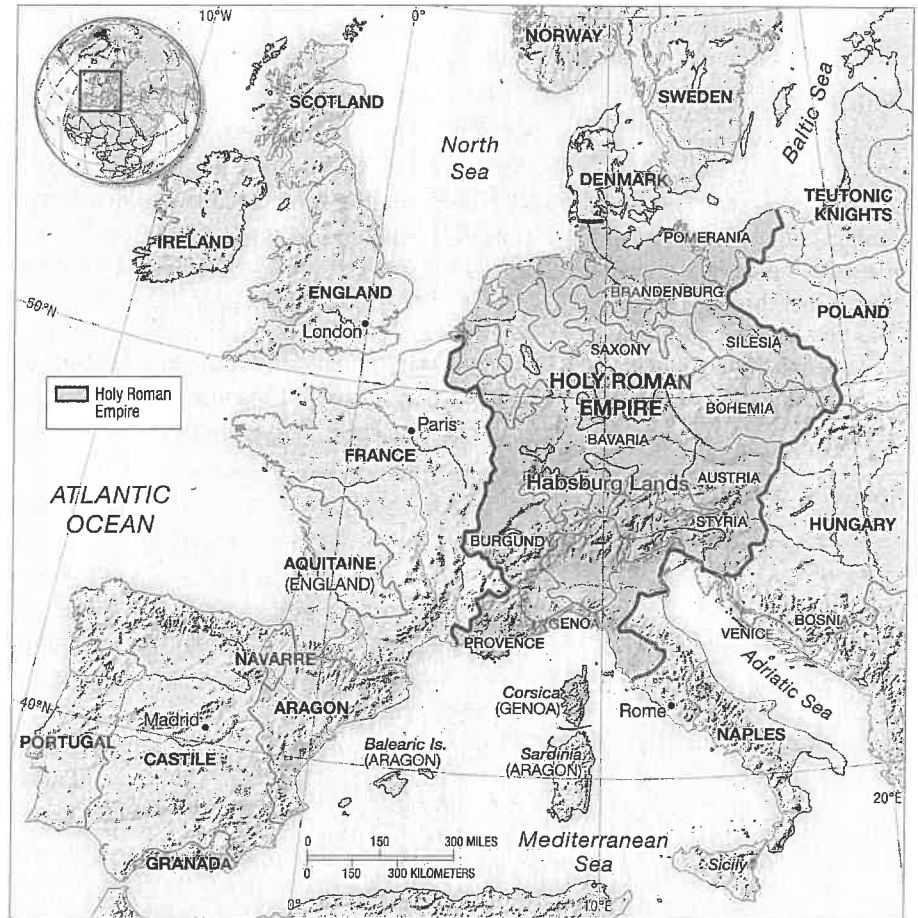 10°W
0°
NORWAY
SCOTLAND
SWEDEN
Baltic Sea
North
Sea
DENMARK
TEUTONIC
KNIGHTS
IRELAND
POMERANIA
ENGLAND
BRANDENBURG
50°N
London
POLAND
SAXONY
SILESIA
HOLY ROMAN
EMPIRE
Holy Roman
Empire
BOHEMIA
Paris
BAVARIA
FRANCE
Habsburg Lands
AUSTRIA
ATLANTIC
OCEAN
STYRIA
HUNGARY
BURGUNDY
AQUITAINE
(ENGLAND)
GENOA
VENICE
BOSNIA
PROVENCE
NAVARRE
Adriatic Sea
Corsica
(GENOA)
40°N
ARAGON
Rome
Madrid
NAPLES
PORTUGAL
CASTILE
Balearic Is.
(ARAGON)
Sardinia
(ARAGON)
20°E
0 150 300 MILES
Mediterranean
Sea
GRANADA
0 150 300 KILOMETERS
Sicily
0°
10°E